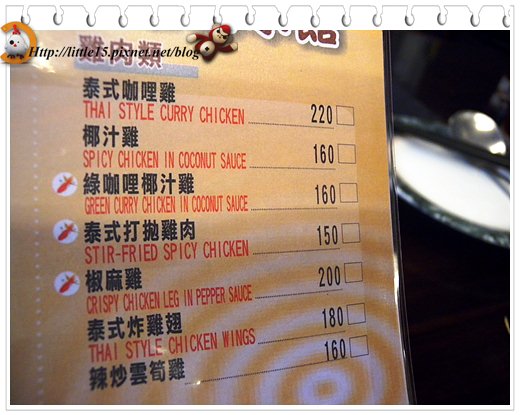 Http://little15.pixnet.net/blog
雞肉類
泰式咖哩雞
THAI STYLE CURRY CHICKEN 220
椰汁雞
SPICY CHICKEN IN COCONUT SAUCE 160
綠咖哩椰汁雞
GREEN CURRY CHICKEN IN COCONUT SAUCE 160
泰式打拋雞肉
STIR-FRIED SPICY CHICKEN 150
椒麻雞
CRISPY CHICKEN LEG IN PEPPER SAUCE 200
泰式炸雞翅
THAI STYLE CHICKEN WINGS 180
辣炒雲筍雞 160